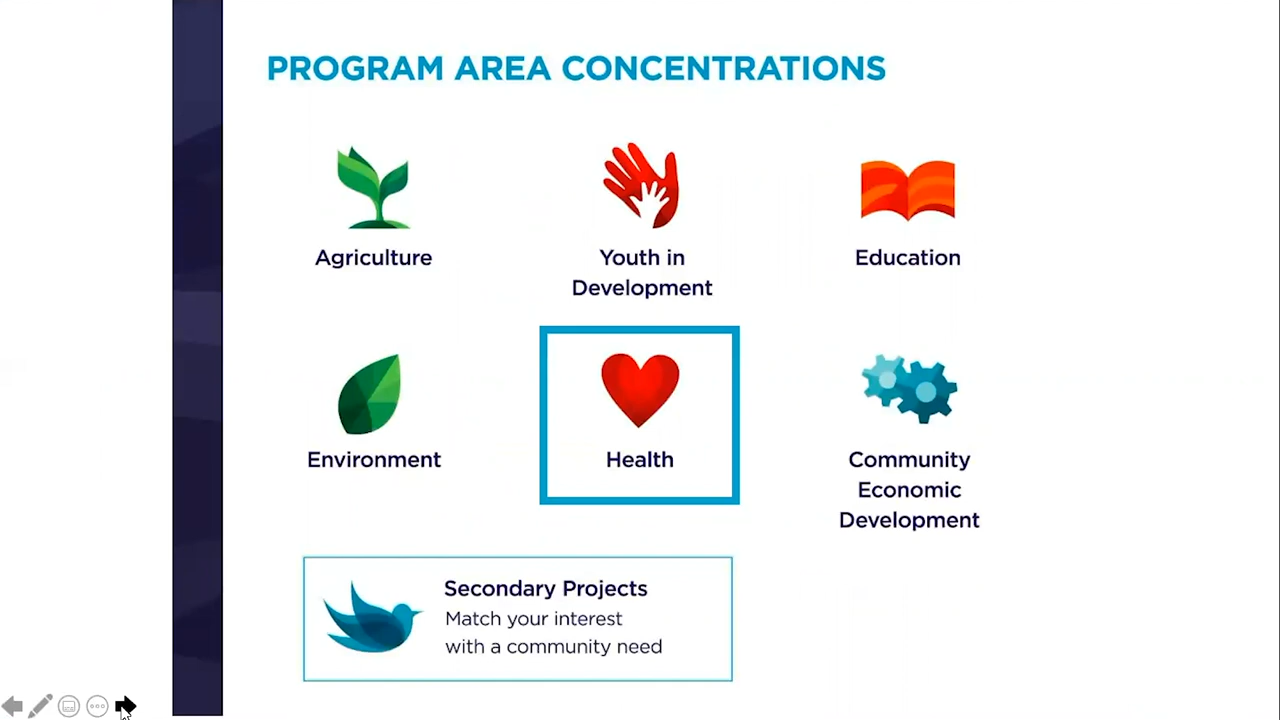 PROGRAM AREA CONCENTRATIONS
Agriculture
Youth in
Development
Education
Environment
Health
Community
Economic
Development
Secondary Projects
Match your interest
with a community need